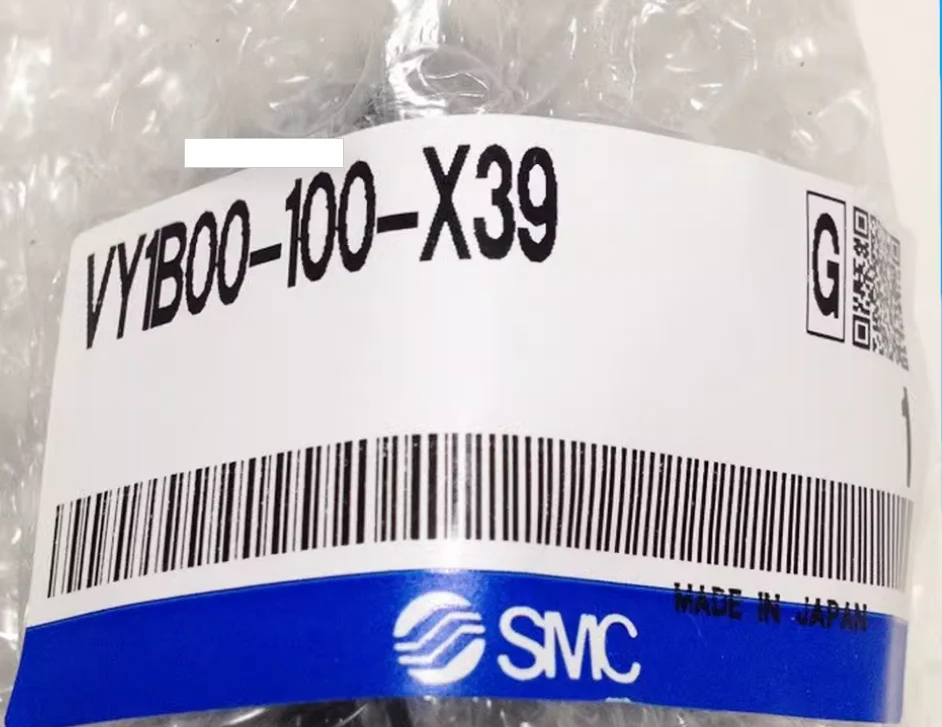 VY1B00-100-X39
G
1
MADE IN JAPAN
SMC